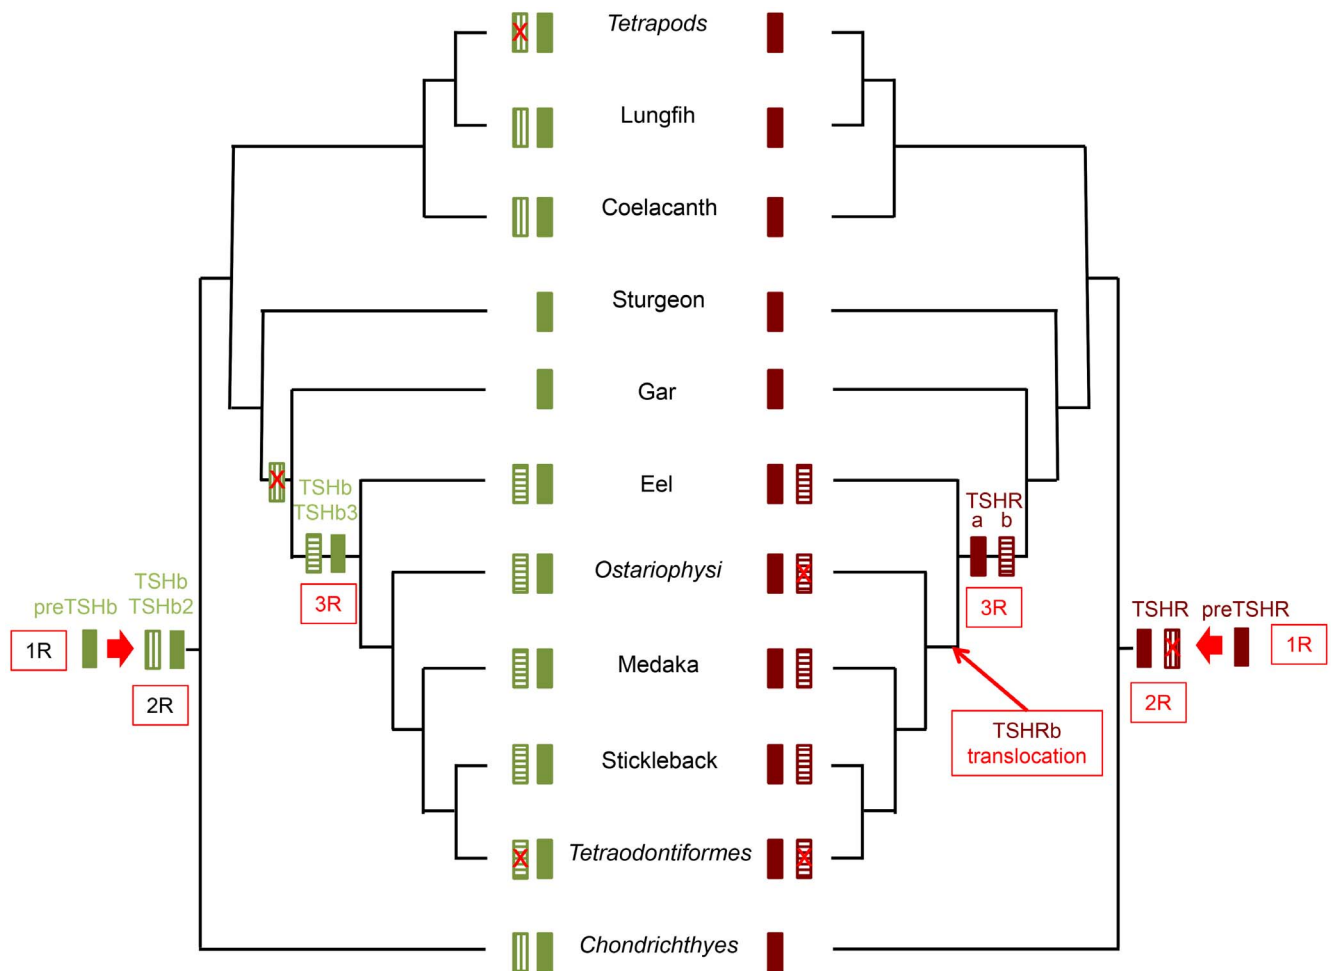 Tetrapods
Lungfih
Coelacanth
Sturgeon
Gar
Eel
Ostariophysi
Medaka
Stickleback
Tetraodontiformes
Chondrichthyes
TSHb
TSHb3
3R
TSHb
preTSHb TSHb2
1R
2R
TSHR
a b
3R
TSHR preTSHR
1R
2R
TSHRb
translocation